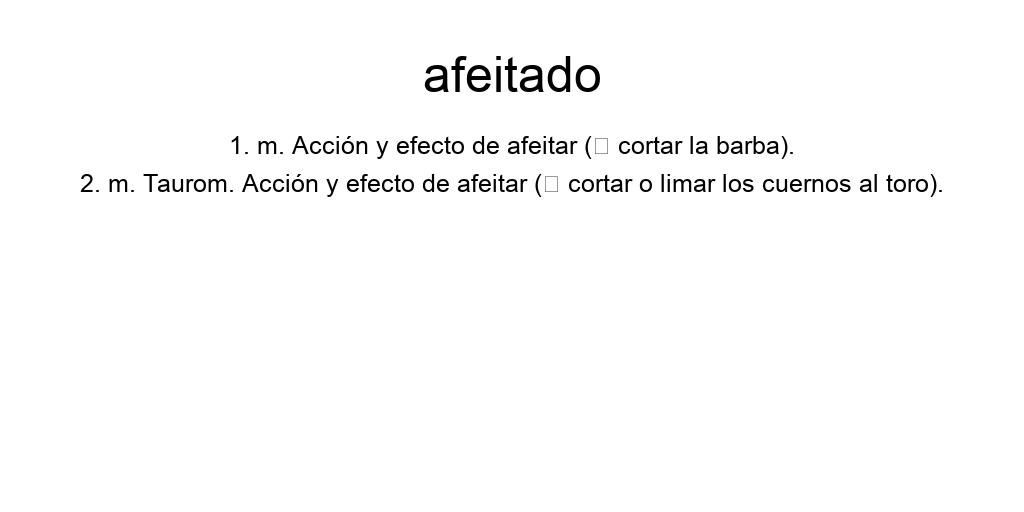 afeitado
1. m. Acción y efecto de afeitar (▯ cortar la barba).
2. m. Taurom. Acción y efecto de afeitar (▯ cortar o limar los cuernos al toro).